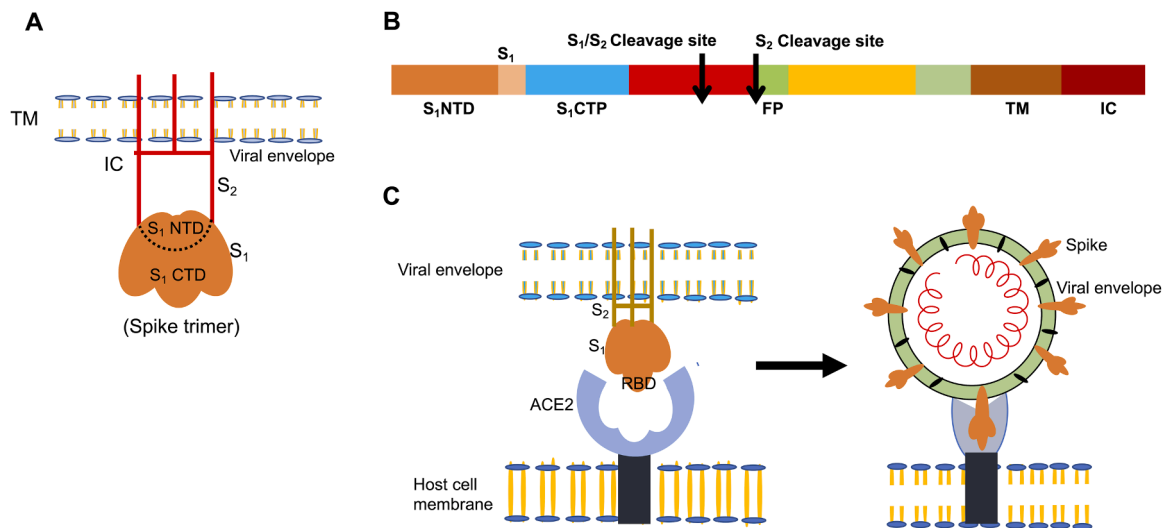 A
TM
IC
Viral envelope
S2
S1 NTD
S1
S1 CTD
(Spike trimer)
B
S1/S2 Cleavage site
S2 Cleavage site
S1
S1NTD
S1CTP
FP
TM
IC
C
Viral envelope
S2
S1
RBD
ACE2
Host cell
membrane
Spike
Viral envelope